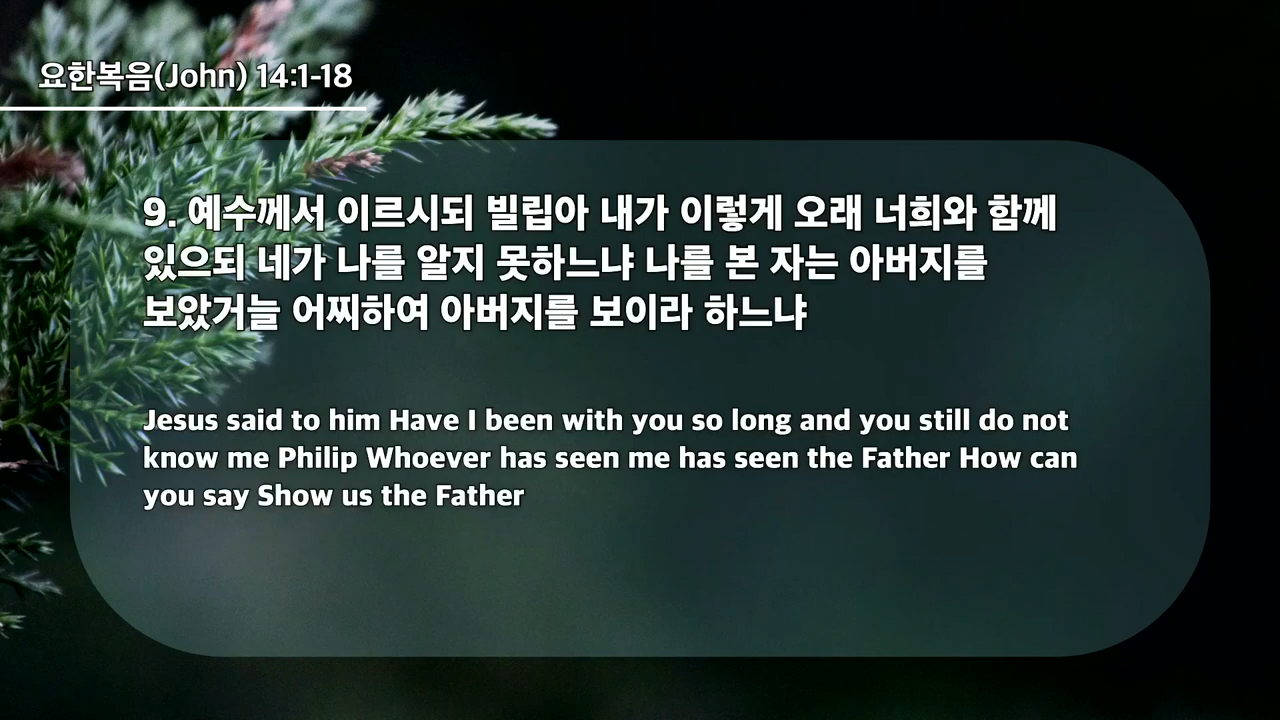 요한복음(John) 14:1-18
9. 예수께서 이르시되 빌립아 내가 이렇게 오래 너희와 함께
있으되 네가 나를 알지 못하느냐 나를 본 자는 아버지를
보았거늘 어찌하여 아버지를 보이라 하느냐
Jesus said to him Have I been with you so long and you still do not
know me Philip Whoever has seen me has seen the Father How can
you say Show us the Father